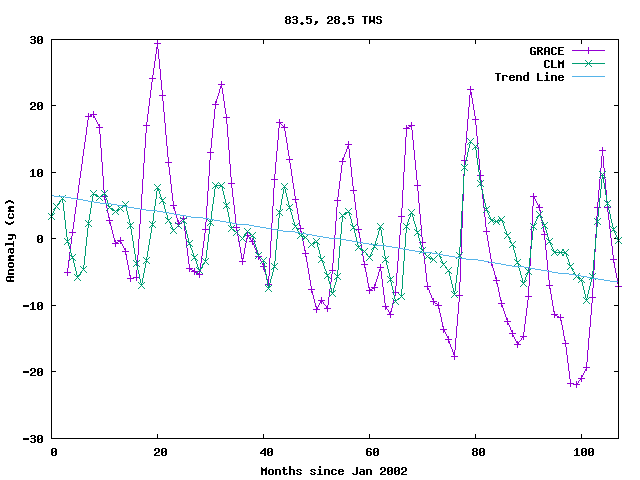 83.5, 28.5 TWS
GRACE
CLM
Trend Line
30
20
10
0
-10
-20
-30
Anomaly (cm)
0 20 40 60 80 100
Months since Jan 2002